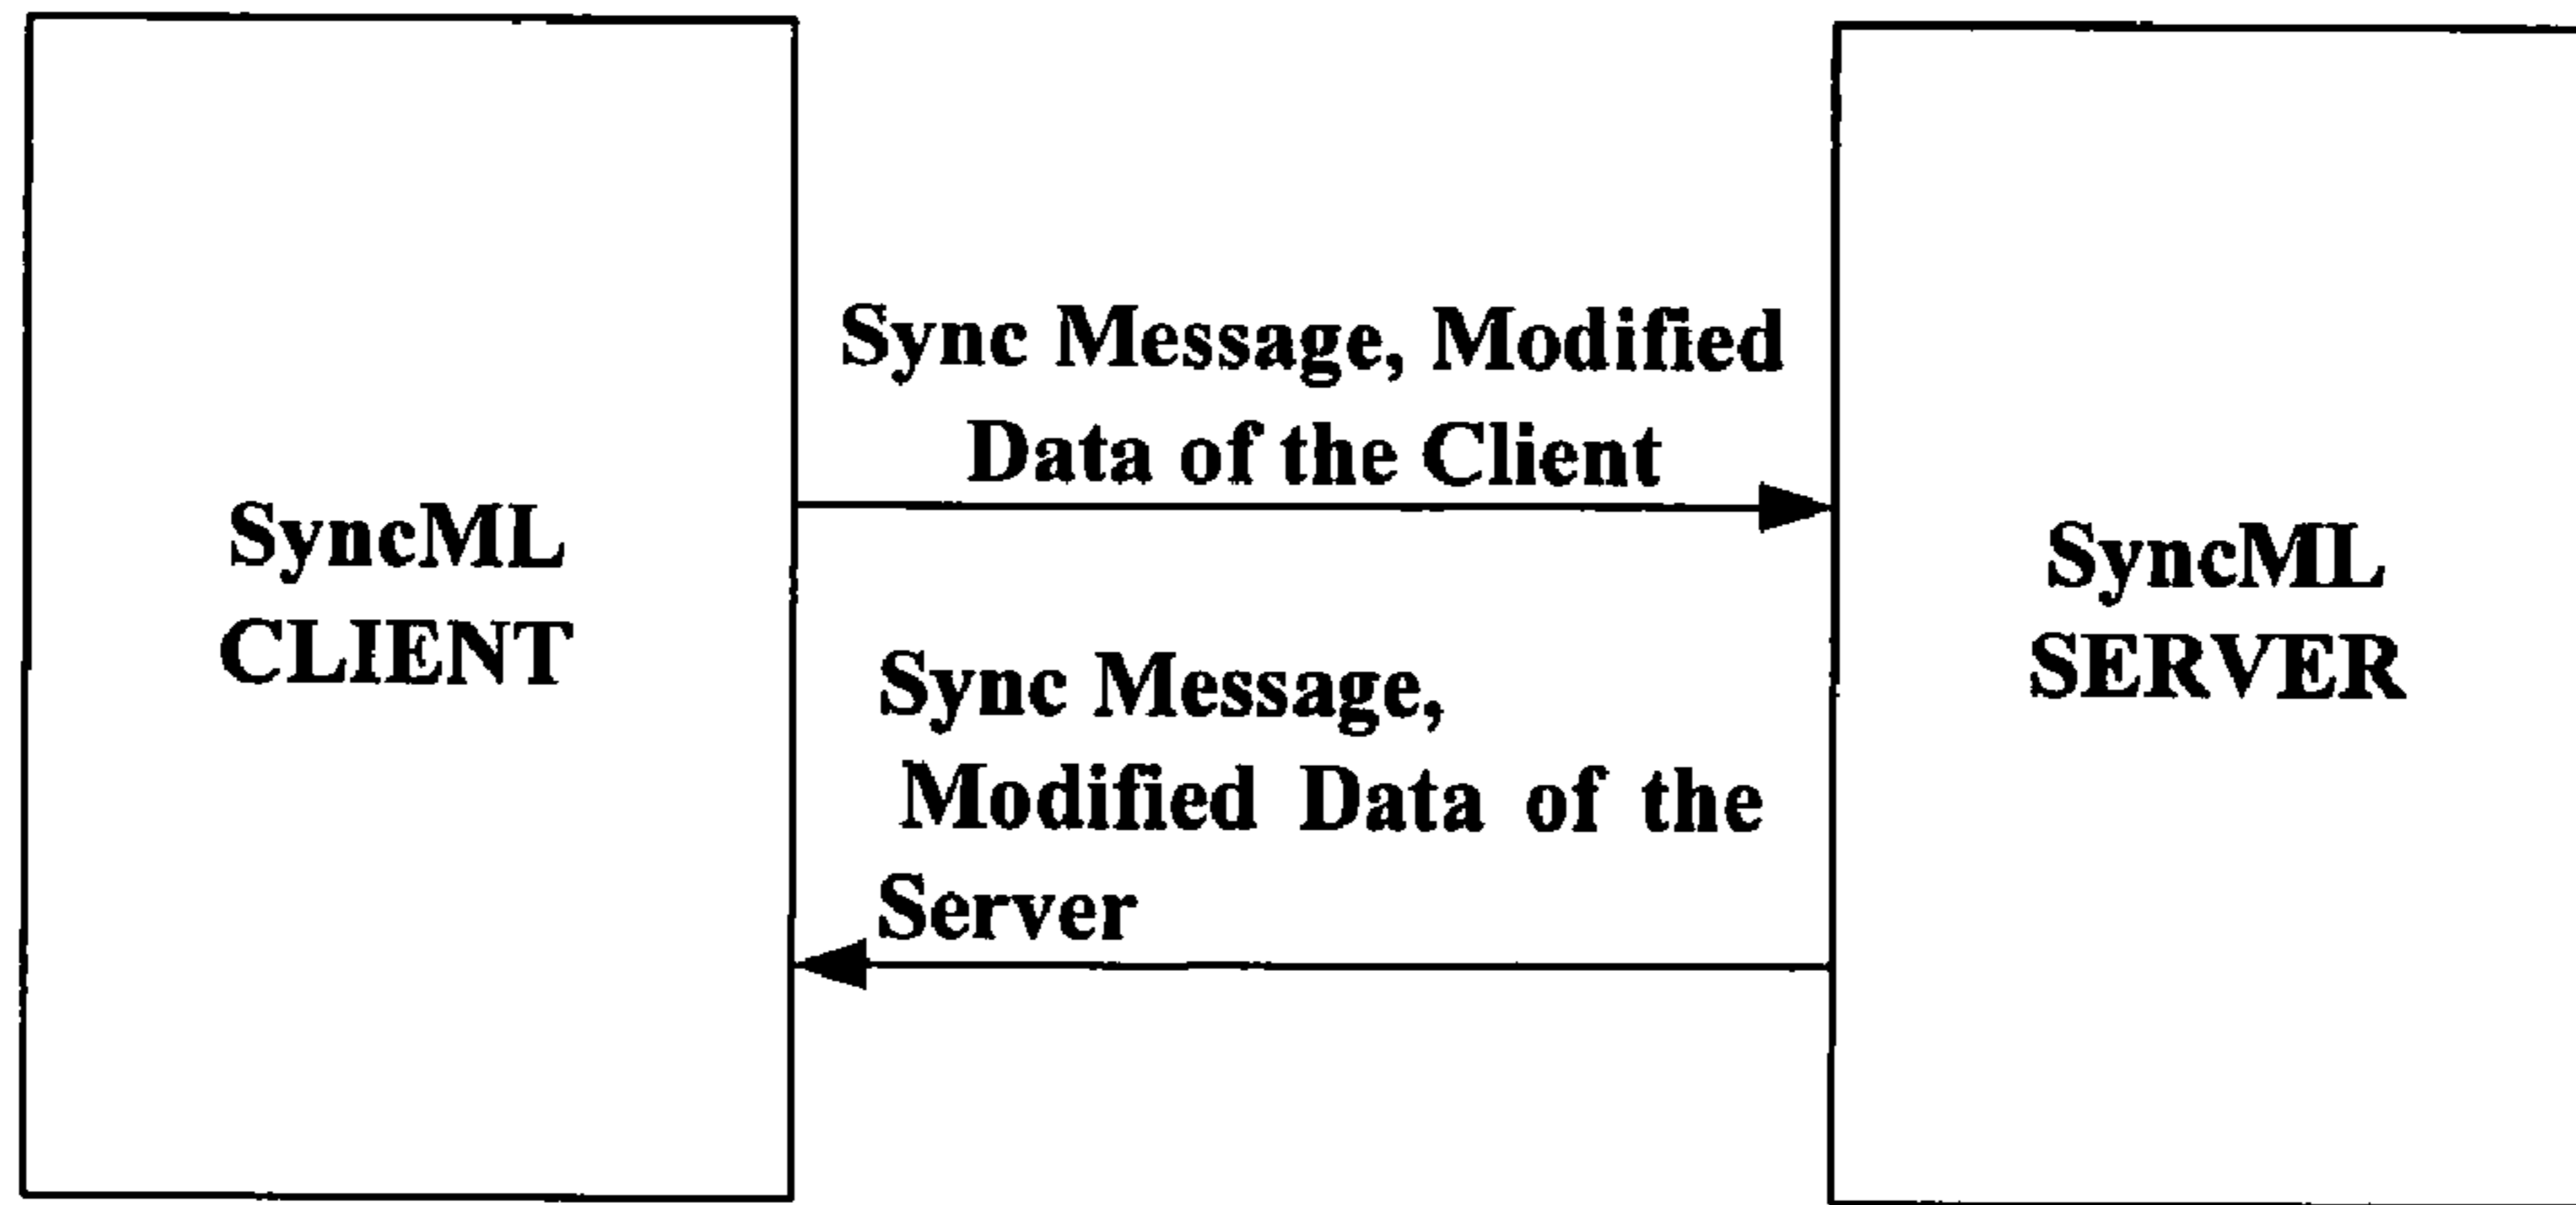 SyncML
CLIENT
Sync Message, Modified
Data of the Client
Sync Message,
Modified Data of the
Server
SyncML
SERVER